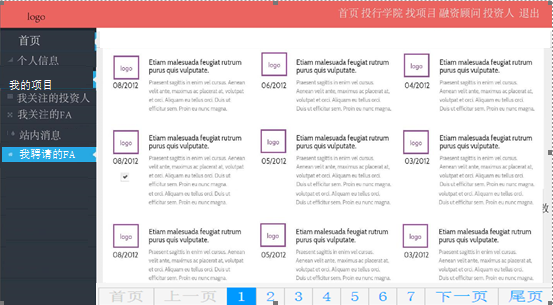 logo
首页 投行学院 找项目 融资顾问 投资人 退出
首页
个人信息
我的项目
我关注的投资人
我关注的FA
站内消息
我聘请的FA
logo
08/2012
Etiam malesuada feugiat rutrum
purus quis vulputate.
Praesent sagittis in enim vel cursus. Aenean
velit ante, maximus ac placerat at, volutpat
et orci. Aliquam eu tellus orci. Duis ut
efficitur sem. Proin eu nunc magna.
logo
06/2012
Etiam malesuada feugiat rutrum
purus quis vulputate.
Praesent sagittis in enim vel cursus.
Aenean velit ante, maximus ac placerat
at, volutpat et orci. Aliquam eu tellus orci.
Duis ut efficitur sem. Proin eu nunc magna.
logo
04/2012
Etiam malesuada feugiat rutrum
purus quis vulputate.
Praesent sagittis in enim vel cursus. Aenean
velit ante, maximus ac placerat at, volutpat
et orci. Aliquam eu tellus orci. Duis ut
efficitur sem. Proin eu nunc magna.
logo
08/2012
Etiam malesuada feugiat rutrum
purus quis vulputate.
Praesent sagittis in enim vel cursus. Aenean
velit ante, maximus ac placerat at, volutpat
et orci. Aliquam eu tellus orci. Duis ut
efficitur sem. Proin eu nunc magna.
logo
05/2012
Etiam malesuada feugiat rutrum
purus quis vulputate.
Praesent sagittis in enim vel cursus.
Aenean velit ante, maximus ac placerat
at, volutpat et orci. Aliquam eu tellus orci.
Duis ut efficitur sem. Proin eu nunc magna.
logo
03/2012
Etiam malesuada feugiat rutrum
purus quis vulputate.
Praesent sagittis in enim vel cursus.
Aenean velit ante, maximus ac placerat
at, volutpat et orci. Aliquam eu tellus orci.
Duis ut efficitur sem. Proin eu nunc magna.
logo
08/2012
Etiam malesuada feugiat rutrum
purus quis vulputate.
Praesent sagittis in enim vel cursus. Aenean
velit ante, maximus ac placerat at, volutpat
et orci. Aliquam eu tellus orci. Duis ut
efficitur sem. Proin eu nunc magna.
logo
05/2012
Etiam malesuada feugiat rutrum
purus quis vulputate.
Praesent sagittis in enim vel cursus.
Aenean velit ante, maximus ac placerat
at, volutpat et orci. Aliquam eu tellus orci.
Duis ut efficitur sem. Proin eu nunc magna.
logo
03/2012
Etiam malesuada feugiat rutrum
purus quis vulputate.
Praesent sagittis in enim vel cursus.
Aenean velit ante, maximus ac placerat
at, volutpat et orci. Aliquam eu tellus orci.
Duis ut efficitur sem. Proin eu nunc magna.
首页 上一页 1 2 3 4 5 6 7 下一页 尾页